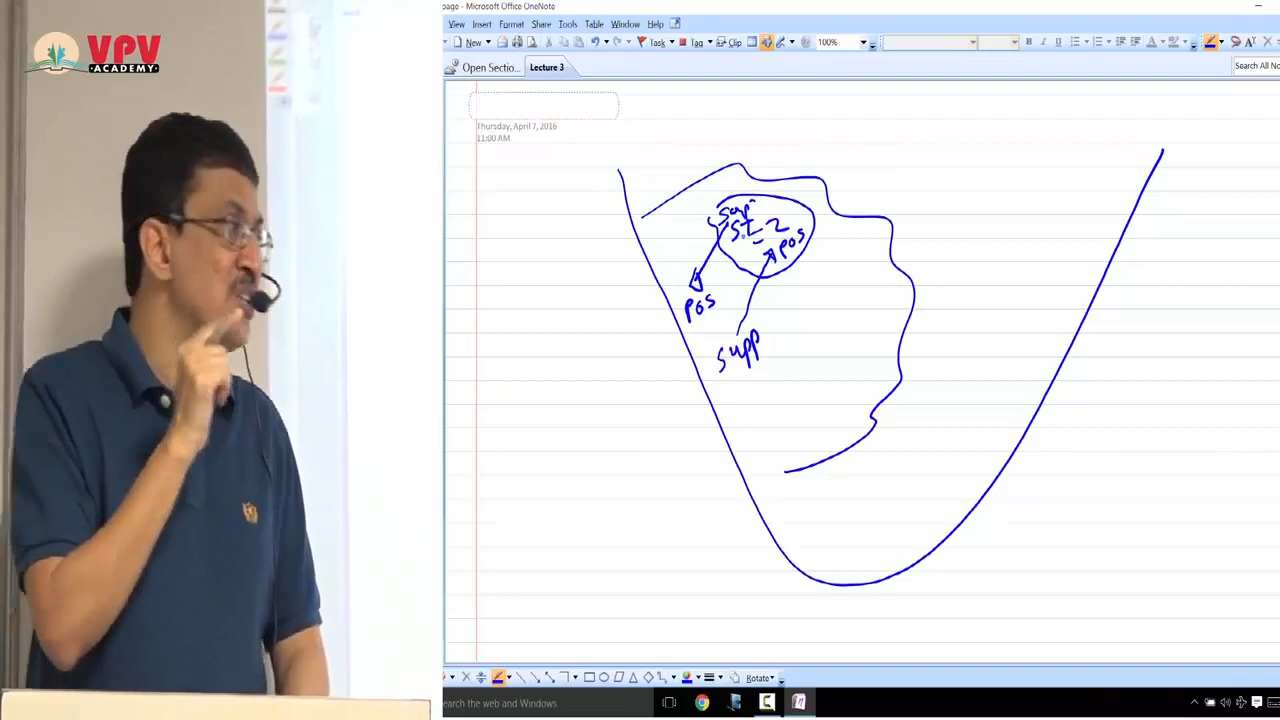 VPV
ACADEMY
page - Microsoft Office OneNote
View Insert Format Share Tools Table Window Help
New Task Tag Clip 100%
Open Sectio... Lecture 3
Search All No
Thursday, April 7, 2016
11:00 AM
S.t - 2
POS
POS
Supp
Rotate
earch the web and Windows